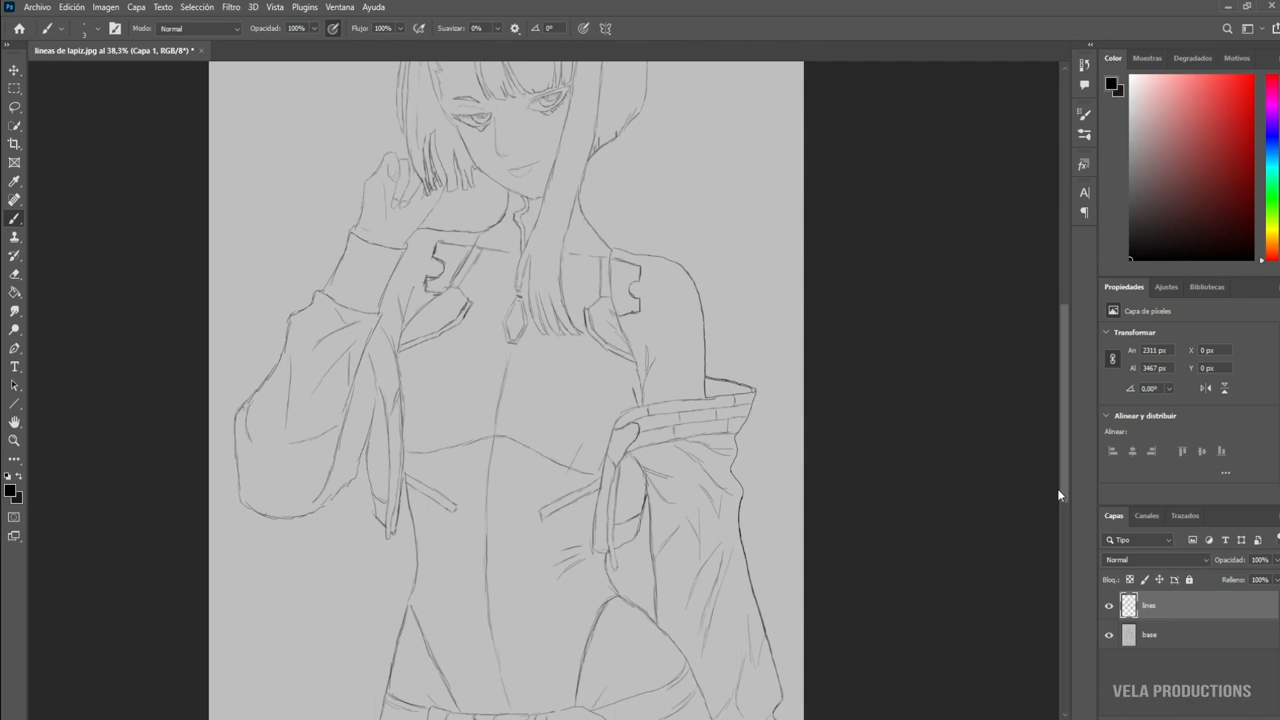 Ps Archivo Edición Imagen Capa Texto Selección Filtro 3D Vista Plugins Ventana Ayuda
3 Modo: Normal Opacidad: 100% Flujo: 100% Suavizar: 0% 0°
lineas de lapiz.jpg al 38,3% (Capa 1, RGB/8*) * ×
Color Muestras Degradados Motivos
Propiedades Ajustes Bibliotecas
Capa de píxeles
Transformar
An 2311 px X 0 px
Al 3467 px Y 0 px
0,00°
Alinear y distribuir
Alinear:
Capas Canales Trazados
Tipo
Normal Opacidad: 100%
Bloq.: Relleno: 100%
lines
base
VELA PRODUCTIONS